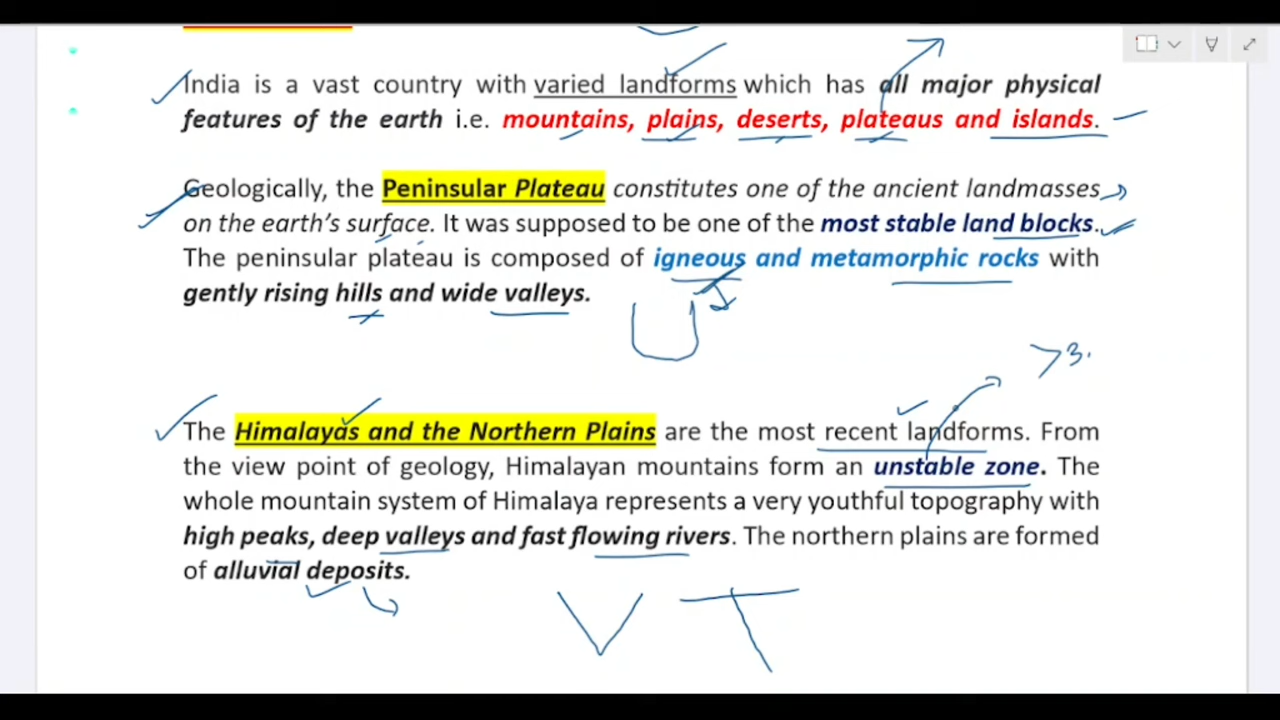 India is a vast country with varied landforms which has all major physical
features of the earth i.e. mountains, plains, deserts, plateaus and islands.
Geologically, the Peninsular Plateau constitutes one of the ancient landmasses
on the earth's surface. It was supposed to be one of the most stable land blocks.
The peninsular plateau is composed of igneous and metamorphic rocks with
gently rising hills and wide valleys.
>3.
The Himalayas and the Northern Plains are the most recent landforms. From
the view point of geology, Himalayan mountains form an unstable zone. The
whole mountain system of Himalaya represents a very youthful topography with
high peaks, deep valleys and fast flowing rivers. The northern plains are formed
of alluvial deposits.